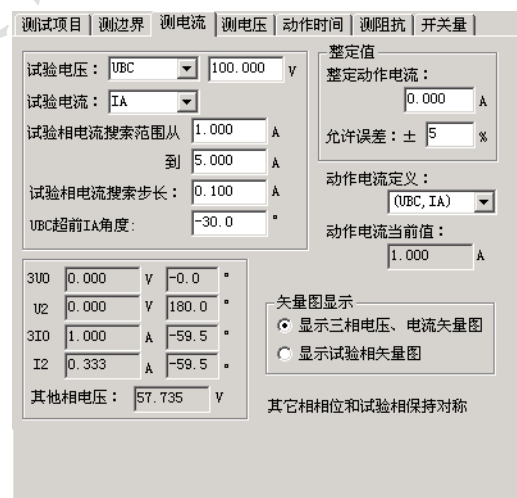 测试项目 测边界 测电流 测电压 动作时间 测阻抗 开关量
试验电压： UBC 100.000 V
试验电流： IA
试验相电流搜索范围从 1.000 A
到 5.000 A
试验相电流搜索步长： 0.100 A
UBC超前IA角度: -30.0 °
整定值
整定动作电流：
0.000 A
允许误差：± 5 %
动作电流定义：
(UBC,IA)
动作电流当前值：
1.000 A
3U0 0.000 V -0.0 °
U2 0.000 V 180.0 °
3I0 1.000 A -59.5 °
I2 0.333 A -59.5 °
其他相电压： 57.735 V
矢量图显示
显示三相电压、电流矢量图
显示试验相矢量图
其它相相位和试验相保持对称